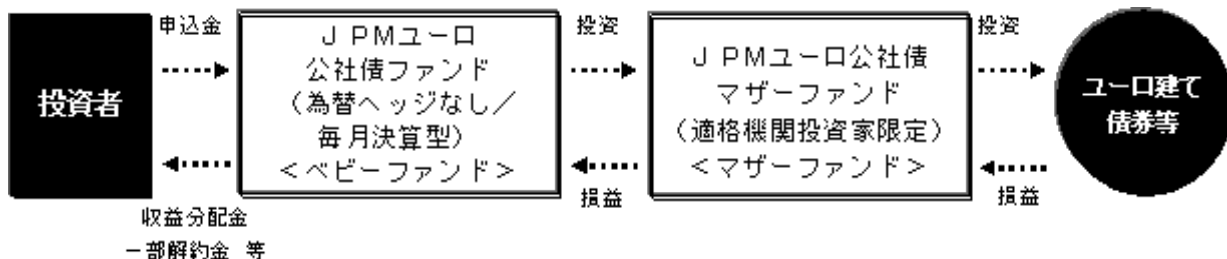 投資者
申込金
収益分配金
一部解約金 等
JPMユーロ
公社債ファンド
（為替ヘッジなし／
毎月決算型）
＜ベビーファンド＞
投資
損益
JPMユーロ公社債
マザーファンド
（適格機関投資家限定）
＜マザーファンド＞
投資
損益
ユーロ建て
債券等